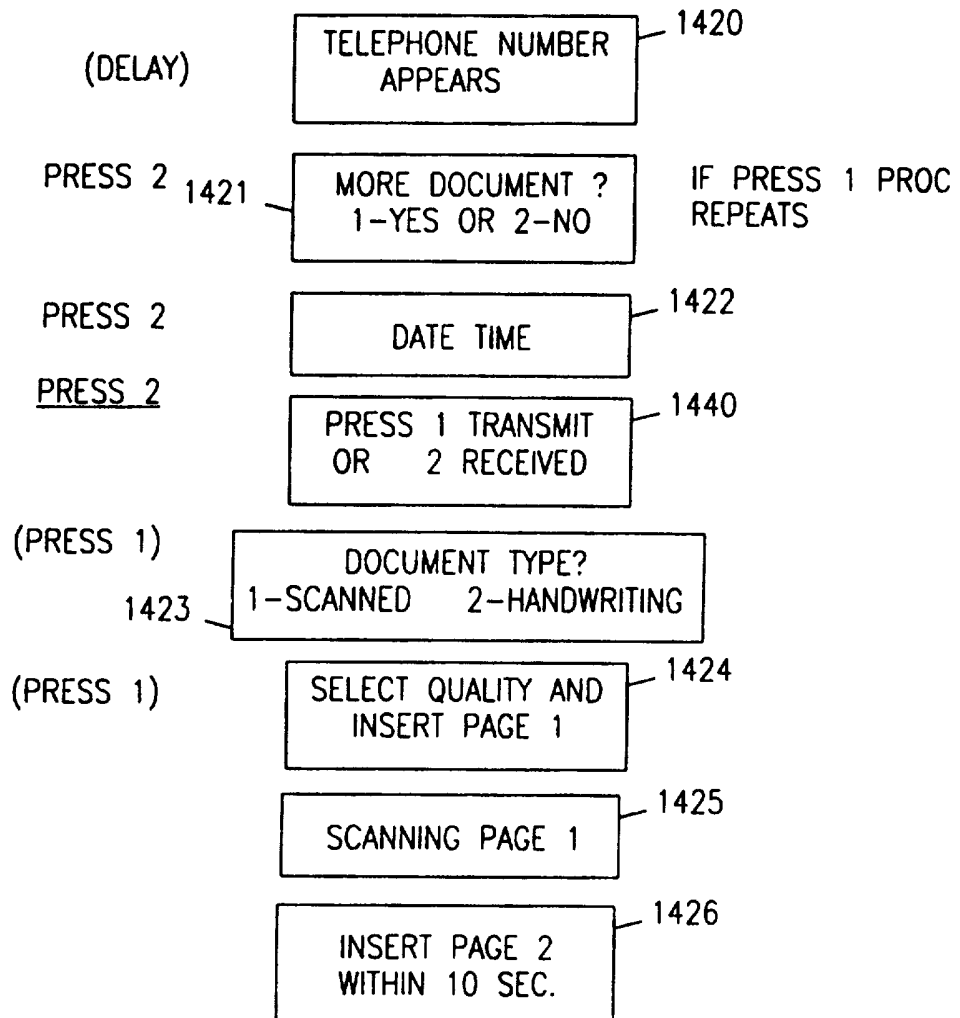 1420
TELEPHONE NUMBER
APPEARS
(DELAY)
PRESS 2
1421
MORE DOCUMENT ?
1-YES OR 2-NO
IF PRESS 1 PROC
REPEATS
PRESS 2
1422
DATE TIME
PRESS 2
1440
PRESS 1 TRANSMIT
OR 2 RECEIVED
(PRESS 1)
DOCUMENT TYPE?
1-SCANNED 2-HANDWRITING
1423
(PRESS 1)
1424
SELECT QUALITY AND
INSERT PAGE 1
1425
SCANNING PAGE 1
1426
INSERT PAGE 2
WITHIN 10 SEC.